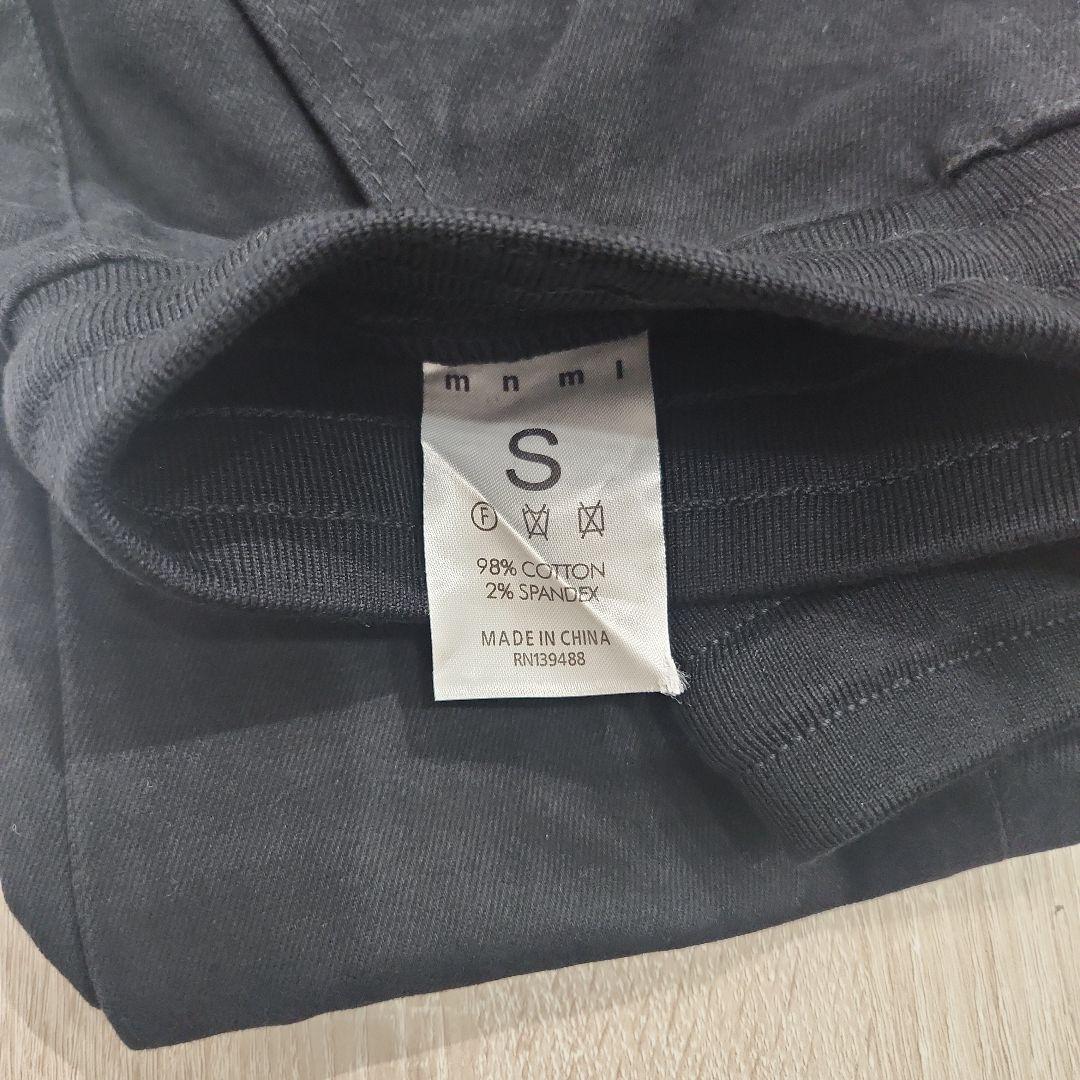 m n m l
S
F
98% COTTON
2% SPANDEX
MADE IN CHINA
RN139488